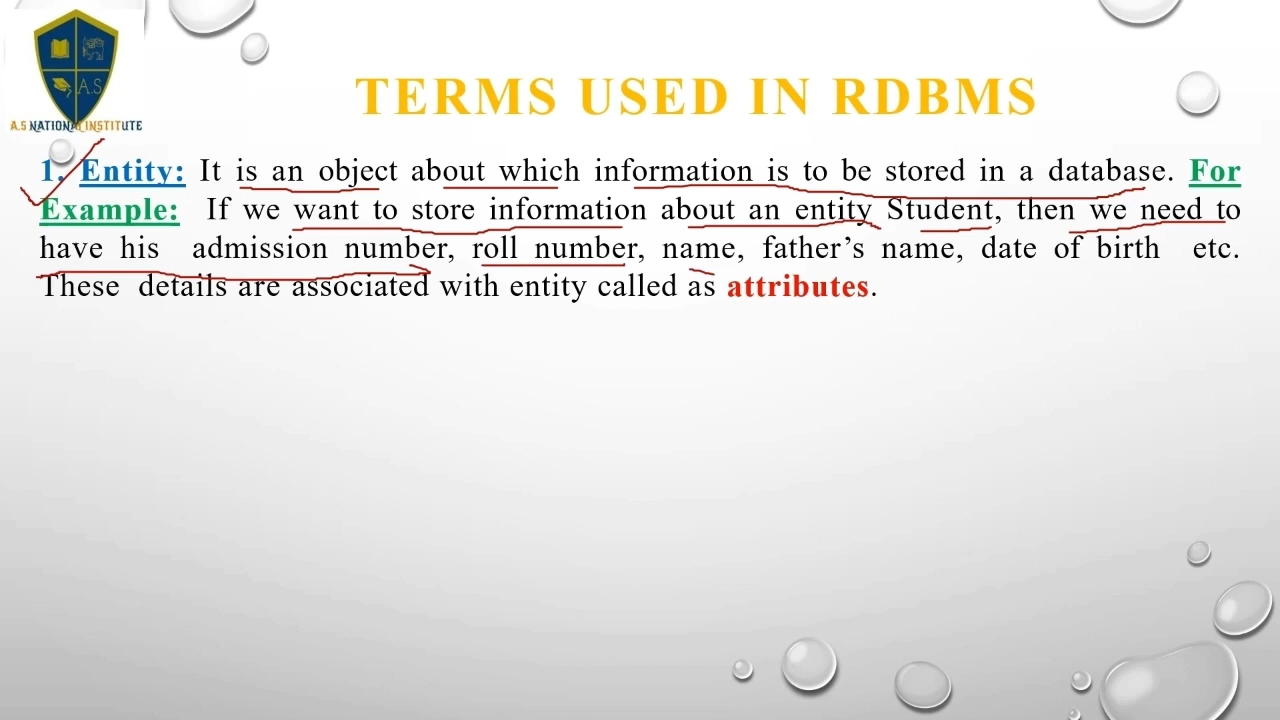 A.S
A.S NATIONAL INSTITUTE
TERMS USED IN RDBMS
1. Entity: It is an object about which information is to be stored in a database. For
Example: If we want to store information about an entity Student, then we need to
have his admission number, roll number, name, father’s name, date of birth etc.
These details are associated with entity called as attributes.